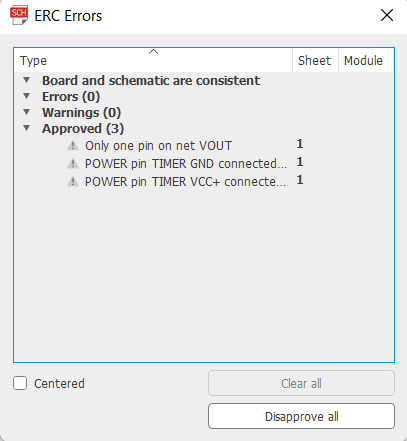 SCH ERC Errors
Type Sheet Module
Board and schematic are consistent
Errors (0)
Warnings (0)
Approved (3)
Only one pin on net VOUT 1
POWER pin TIMER GND connected... 1
POWER pin TIMER VCC+ connecte... 1
Centered Clear all
Disapprove all